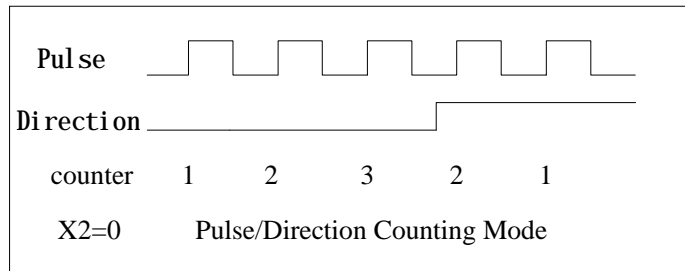 Pulse
Direction
counter 1 2 3 2 1
X2=0 Pulse/Direction Counting Mode